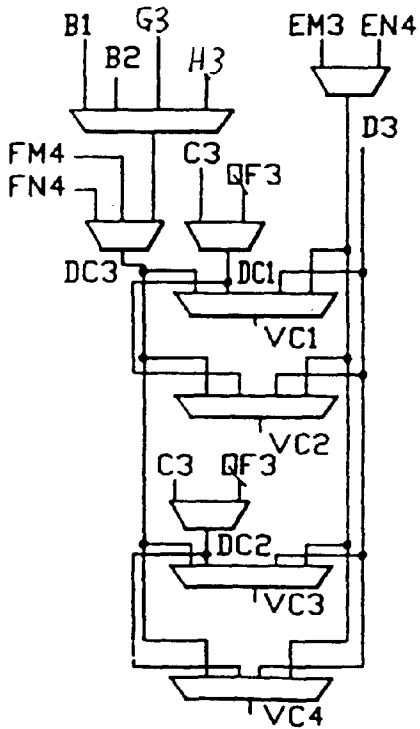 B1 G3 EM3 EN4
B2 H3
D3
FM4 C3 QF3
FN4
DC3 DC1
VC1
VC2
C3 QF3
DC2
VC3
VC4